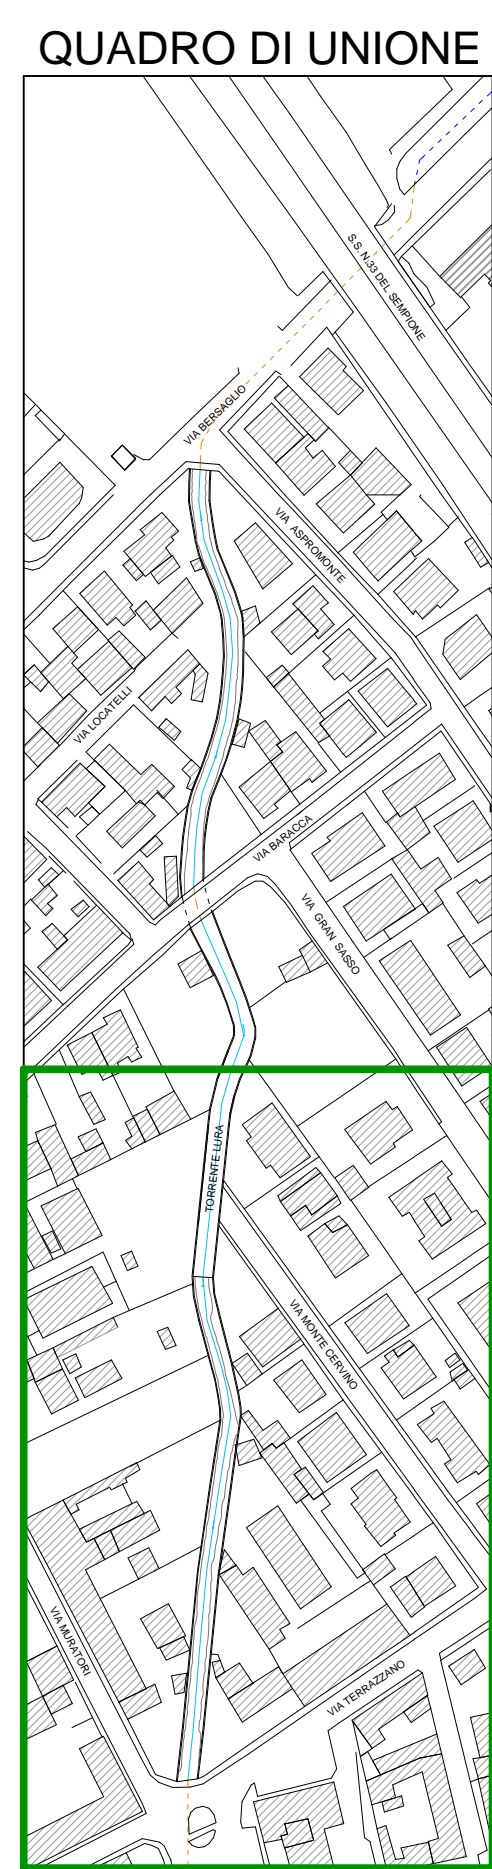 QUADRO DI UNIONE
S.S. N.33 DEL SEMPIONE
VIA BERSAGLIO
VIA ASPROMONTE
VIA LOCATELLI
VIA BARACCA
VIA GRAN SASSO
TORRENTE LURA
VIA MONTE CERVINO
VIA MURATORI
VIA TERRAZZANO